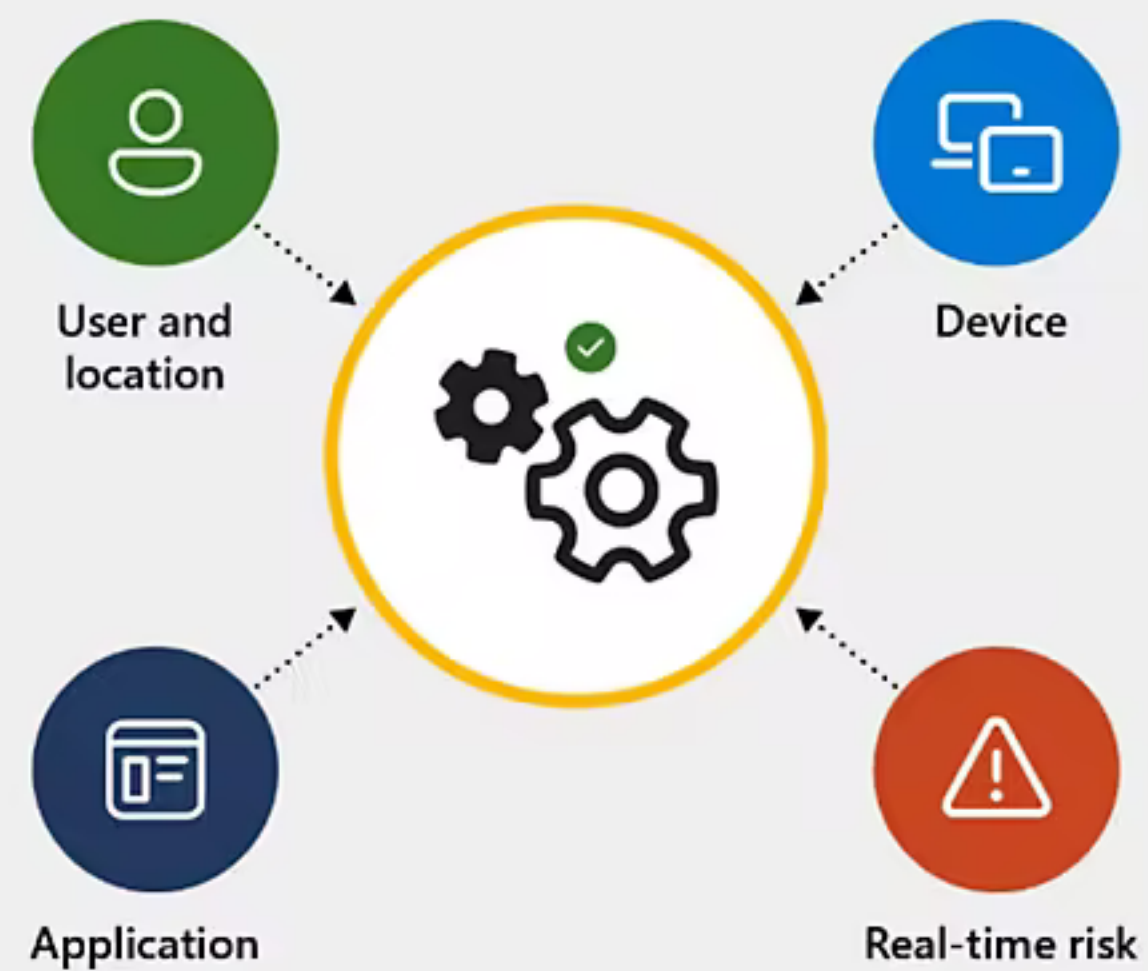 User and
location
Device
Application
Real-time risk